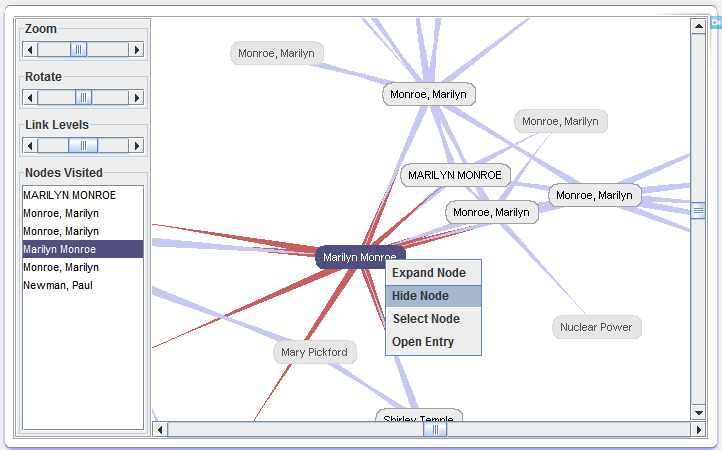 Zoom
Rotate
Link Levels
Nodes Visited
MARILYN MONROE
Monroe, Marilyn
Monroe, Marilyn
Marilyn Monroe
Monroe, Marilyn
Newman, Paul
Monroe, Marilyn
Monroe, Marilyn
Monroe, Marilyn
MARILYN MONROE
Monroe, Marilyn
Monroe, Marilyn
Marilyn Monroe
Expand Node
Hide Node
Select Node
Open Entry
Nuclear Power
Mary Pickford
Shirley Temple